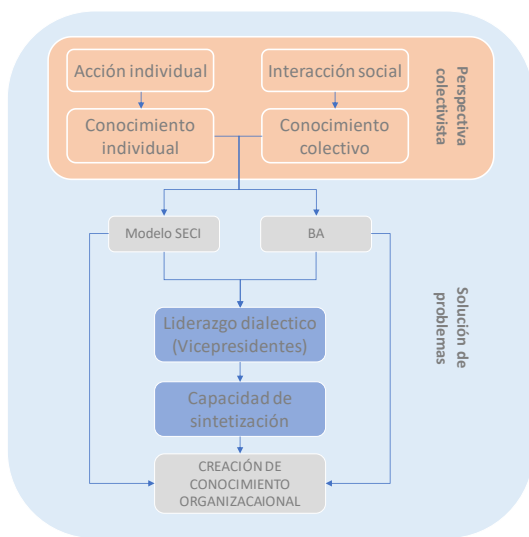 Acción individual
Interacción social
Conocimiento
individual
Conocimiento
colectivo
Perspectiva
colectivista
Modelo SECI
BA
Liderazgo dialectico
(Vicepresidentes)
Capacidad de
sintetización
CREACIÓN DE
CONOCIMIENTO
ORGANIZACAIONAL
Solución de
problemas